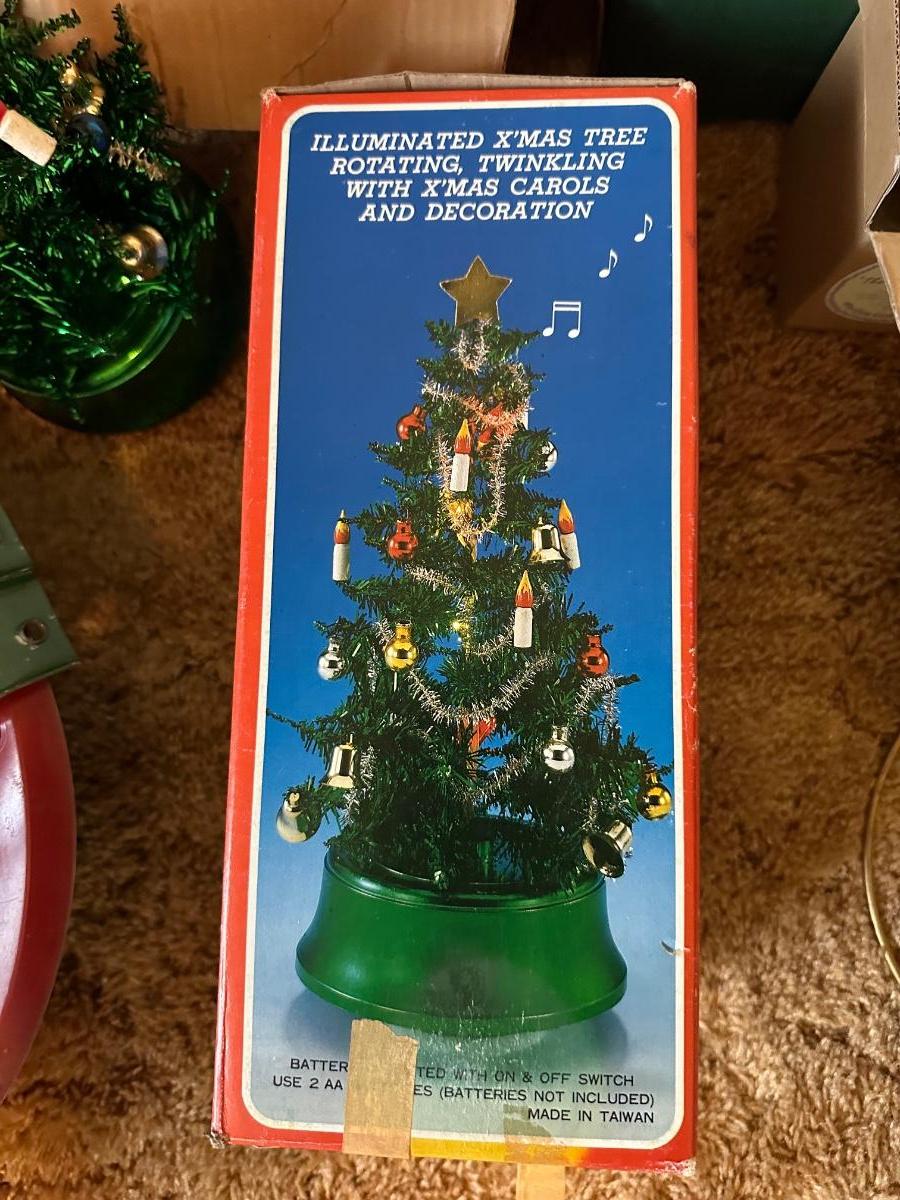 ILLUMINATED X'MAS TREE
ROTATING, TWINKLING
WITH X'MAS CAROLS
AND DECORATION
BATTER TED WITH ON & OFF SWITCH
USE 2 AA ES (BATTERIES NOT INCLUDED)
MADE IN TAIWAN